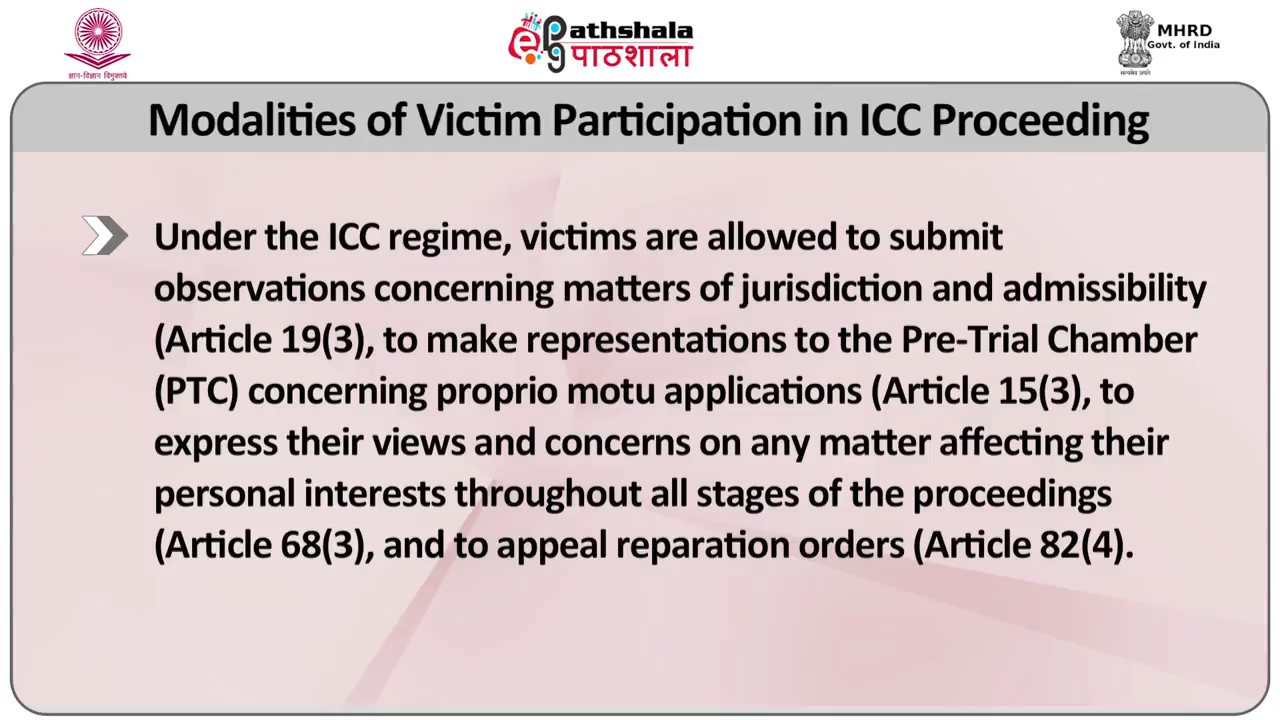 ज्ञान-विज्ञान विमुक्तये
ePathshala
पाठशाला
MHRD
Govt. of India
सत्यमेव जयते
Modalities of Victim Participation in ICC Proceeding
Under the ICC regime, victims are allowed to submit
observations concerning matters of jurisdiction and admissibility
(Article 19(3), to make representations to the Pre-Trial Chamber
(PTC) concerning proprio motu applications (Article 15(3), to
express their views and concerns on any matter affecting their
personal interests throughout all stages of the proceedings
(Article 68(3), and to appeal reparation orders (Article 82(4).